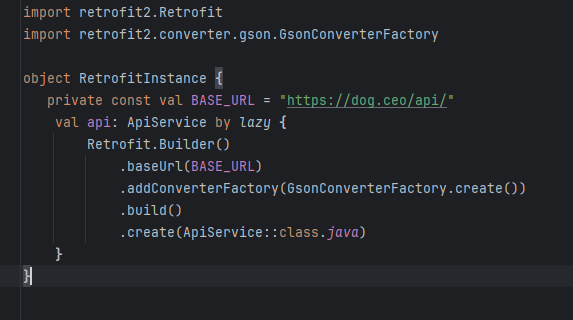 import retrofit2.Retrofit
import retrofit2.converter.gson.GsonConverterFactory
object RetrofitInstance {
private const val BASE_URL = "https://dog.ceo/api/"
val api: ApiService by lazy {
Retrofit.Builder()
.baseUrl(BASE_URL)
.addConverterFactory(GsonConverterFactory.create())
.build()
.create(ApiService::class.java)
}
}